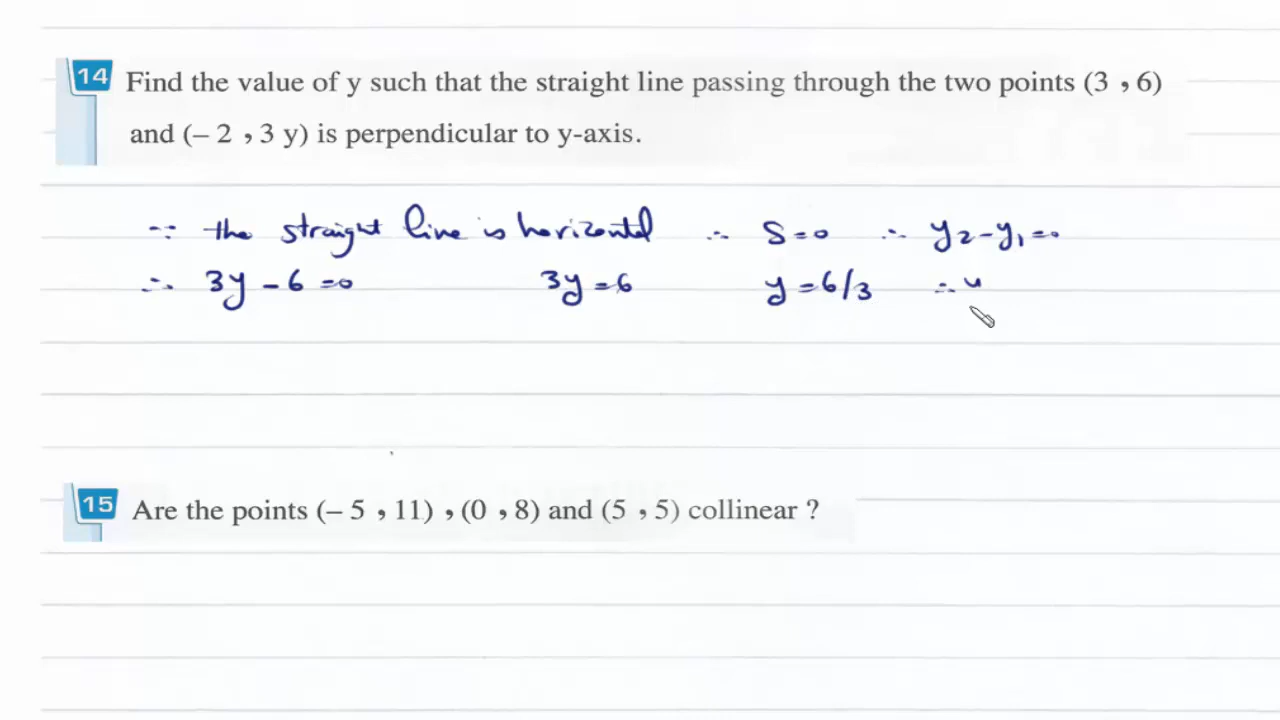 14 Find the value of y such that the straight line passing through the two points (3 , 6)
and (– 2 , 3 y) is perpendicular to y-axis.
∵ the straight line is horizontal ∴ S=0 ∴ y₂-y₁=0
∴ 3y - 6 =0 3y =6 y =6/3 ∴
15 Are the points (– 5 , 11) , (0 , 8) and (5 , 5) collinear ?